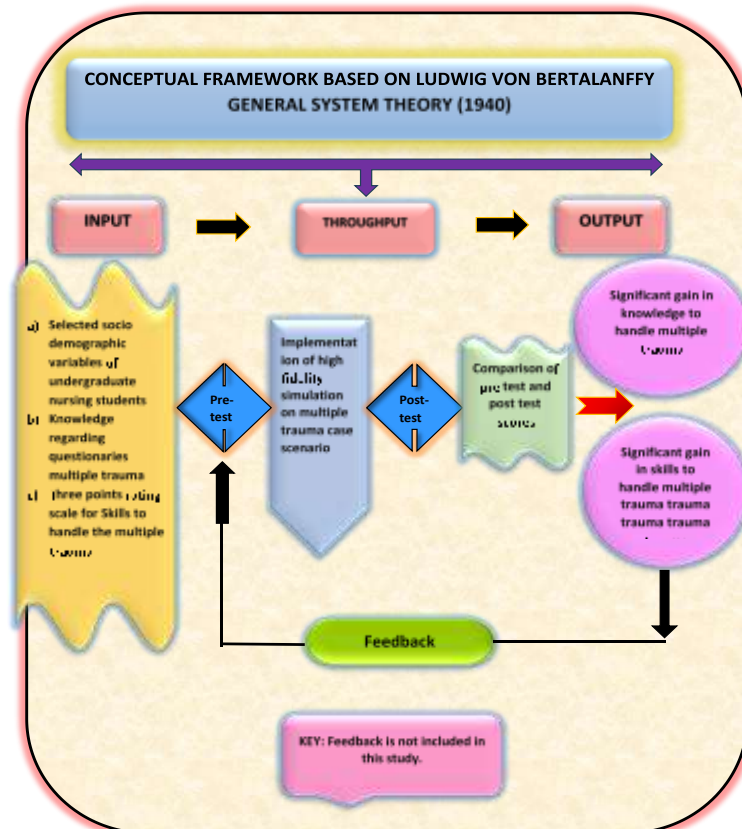 CONCEPTUAL FRAMEWORK BASED ON LUDWIG VON BERTALANFFY
GENERAL SYSTEM THEORY (1940)
INPUT
THROUGHPUT
OUTPUT
a) Selected socio
demographic
variables of
undergraduate
nursing students
b) Knowledge
regarding
questionaries
multiple trauma
c) Three points rating
scale for Skills to
handle the multiple
trauma
Pre-
test
Implementat
ion of high
fidelity
simulation
on multiple
trauma case
scenario
Post-
test
Comparison of
pre test and
post test
scores
Significant gain in
knowledge to
handle multiple
trauma
Significant gain
in skills to
handle multiple
trauma trauma
trauma trauma
Feedback
KEY: Feedback is not included in
this study.